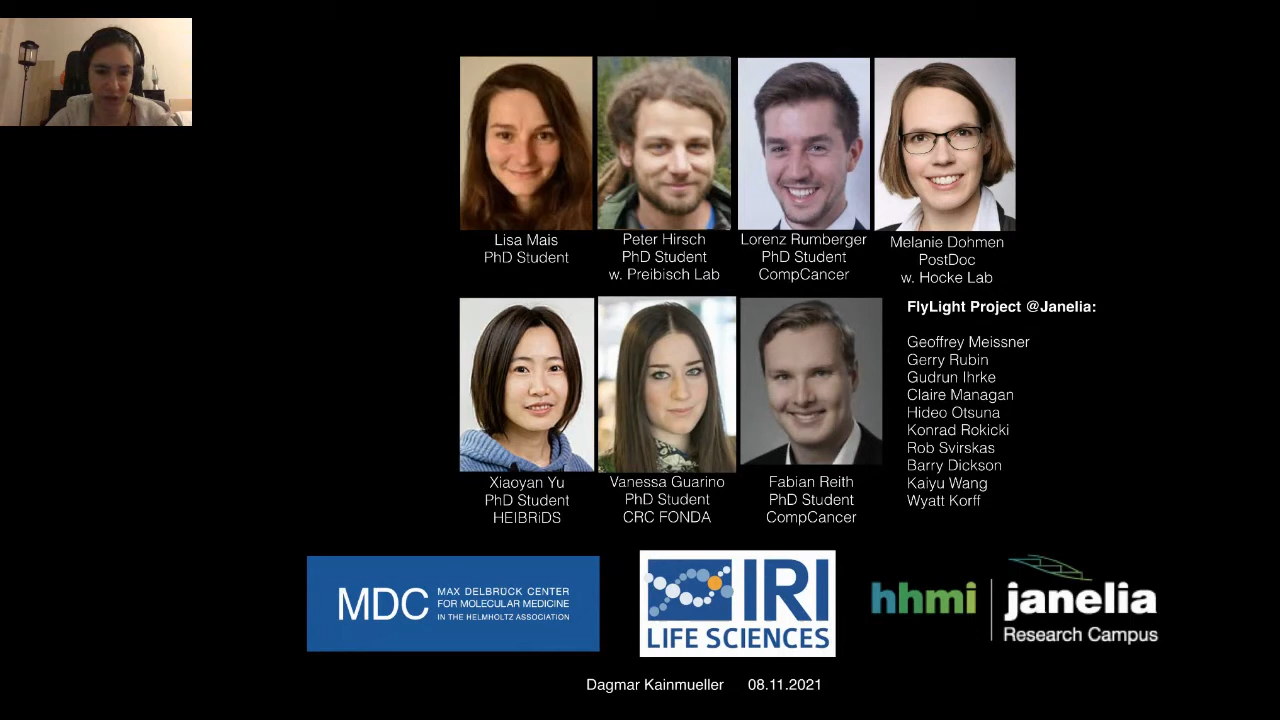 Lisa Mais
PhD Student
Peter Hirsch
PhD Student
w. Preibisch Lab
Lorenz Rumberger
PhD Student
CompCancer
Melanie Dohmen
PostDoc
w. Hocke Lab
Xiaoyan Yu
PhD Student
HEIBRiDS
Vanessa Guarino
PhD Student
CRC FONDA
Fabian Reith
PhD Student
CompCancer
FlyLight Project @Janelia:
Geoffrey Meissner
Gerry Rubin
Gudrun Ihrke
Claire Managan
Hideo Otsuna
Konrad Rokicki
Rob Svirskas
Barry Dickson
Kaiyu Wang
Wyatt Korff
MDC
MAX DELBRÜCK CENTER
FOR MOLECULAR MEDICINE
IN THE HELMHOLTZ ASSOCIATION
IRI
LIFE SCIENCES
hhmi
janelia
Research Campus
Dagmar Kainmueller 08.11.2021